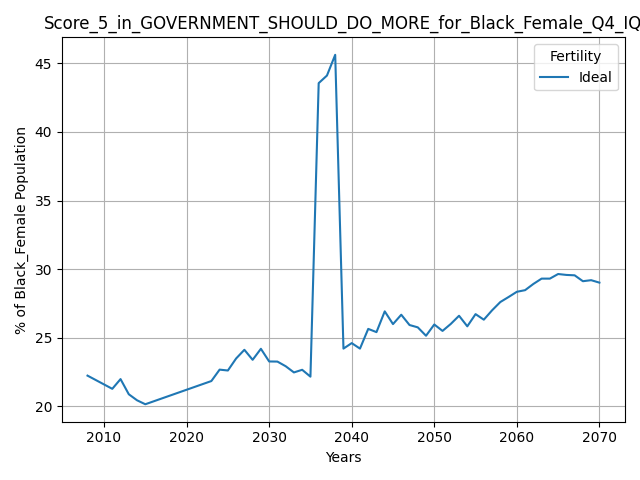 Score_5_in_GOVERNMENT_SHOULD_DO_MORE_for_Black_Female_Q4_IQ
Fertility
Ideal
45
40
35
30
25
20
% of Black_Female Population
2010 2020 2030 2040 2050 2060 2070
Years